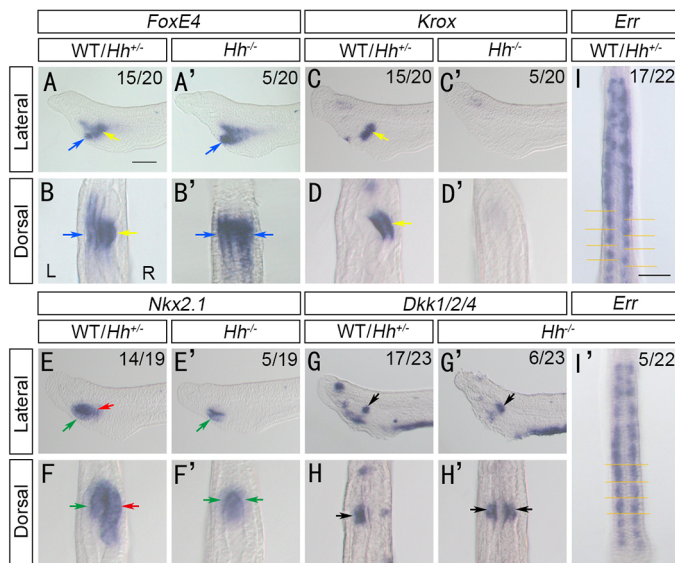 FoxE4 Krox Err
WT/Hh+/- Hh-/- WT/Hh+/- Hh-/- WT/Hh+/-
Lateral
A 15/20 A' 5/20 C 15/20 C' 5/20 I 17/22
Dorsal
B B' D D'
L R
Nkx2.1 Dkk1/2/4 Err
WT/Hh+/- Hh-/- WT/Hh+/- Hh-/-
Lateral
E 14/19 E' 5/19 G 17/23 G' 6/23 I' 5/22
Dorsal
F F' H H'